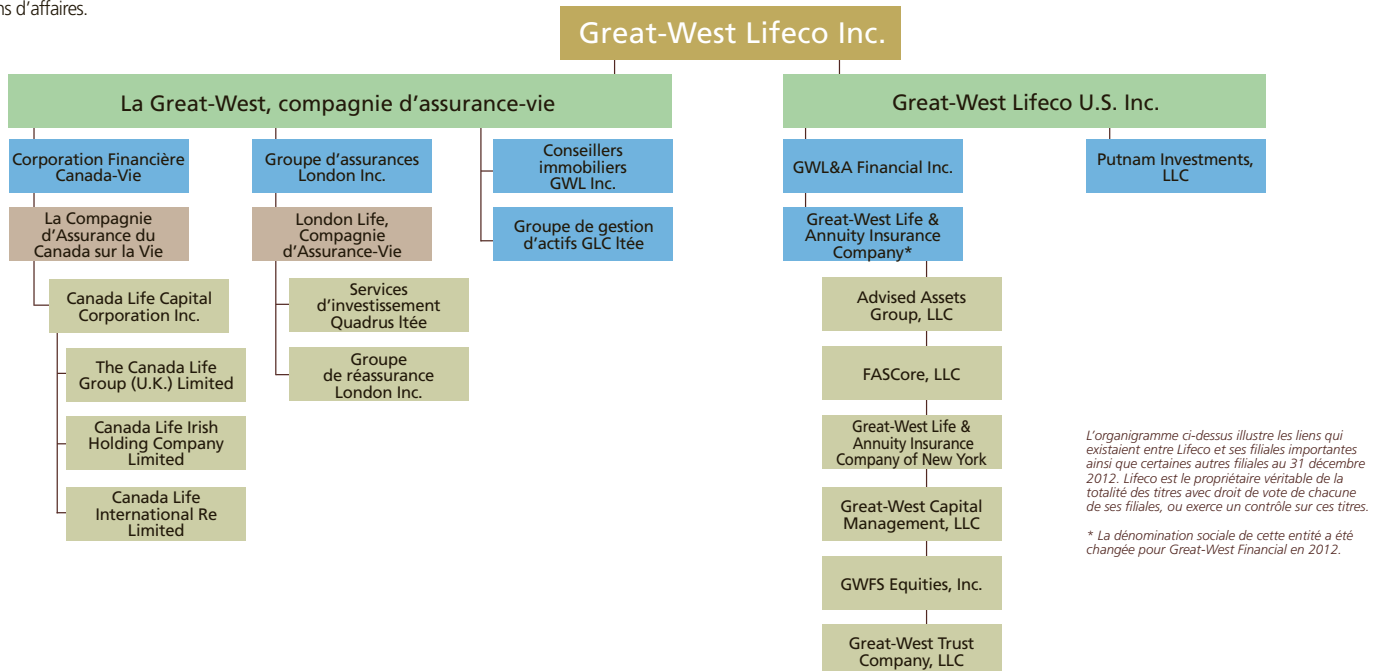 ns d’affaires.
Great-West Lifeco Inc.
La Great-West, compagnie d’assurance-vie
Great-West Lifeco U.S. Inc.
Corporation Financière
Canada-Vie
Groupe d’assurances
London Inc.
Conseillers
immobiliers
GWL Inc.
GWL&A Financial Inc.
Putnam Investments,
LLC
La Compagnie
d’Assurance du
Canada sur la Vie
London Life,
Compagnie
d’Assurance-Vie
Groupe de gestion
d’actifs GLC ltée
Great-West Life &
Annuity Insurance
Company*
Canada Life Capital
Corporation Inc.
Services
d’investissement
Quadrus ltée
Advised Assets
Group, LLC
The Canada Life
Group (U.K.) Limited
Groupe
de réassurance
London Inc.
FASCore, LLC
Canada Life Irish
Holding Company
Limited
Great-West Life &
Annuity Insurance
Company of New York
Canada Life
International Re
Limited
Great-West Capital
Management, LLC
GWFS Equities, Inc.
Great-West Trust
Company, LLC
L’organigramme ci-dessus illustre les liens qui
existaient entre Lifeco et ses filiales importantes
ainsi que certaines autres filiales au 31 décembre
2012. Lifeco est le propriétaire véritable de la
totalité des titres avec droit de vote de chacune
de ses filiales, ou exerce un contrôle sur ces titres.
* La dénomination sociale de cette entité a été
changée pour Great-West Financial en 2012.